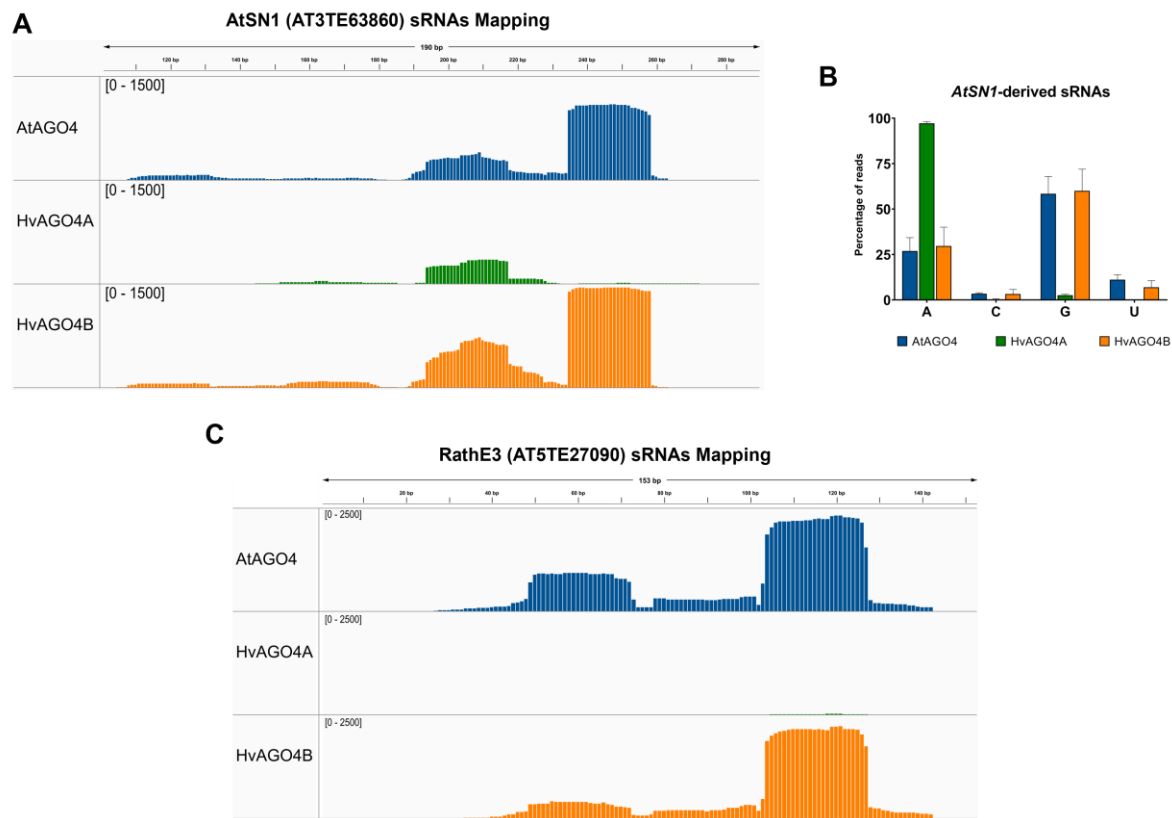 A
AtSN1 (AT3TE63860) sRNAs Mapping
190 bp
120 bp 140 bp 160 bp 180 bp 200 bp 220 bp 240 bp 260 bp 280 bp
[0 - 1500]
AtAGO4
[0 - 1500]
HvAGO4A
[0 - 1500]
HvAGO4B
B
AtSN1-derived sRNAs
Percentage of reads
100
75
50
25
0
A C G U
AtAGO4 HvAGO4A HvAGO4B
C
RathE3 (AT5TE27090) sRNAs Mapping
153 bp
20 bp 40 bp 60 bp 80 bp 100 bp 120 bp 140 bp
[0 - 2500]
AtAGO4
[0 - 2500]
HvAGO4A
[0 - 2500]
HvAGO4B